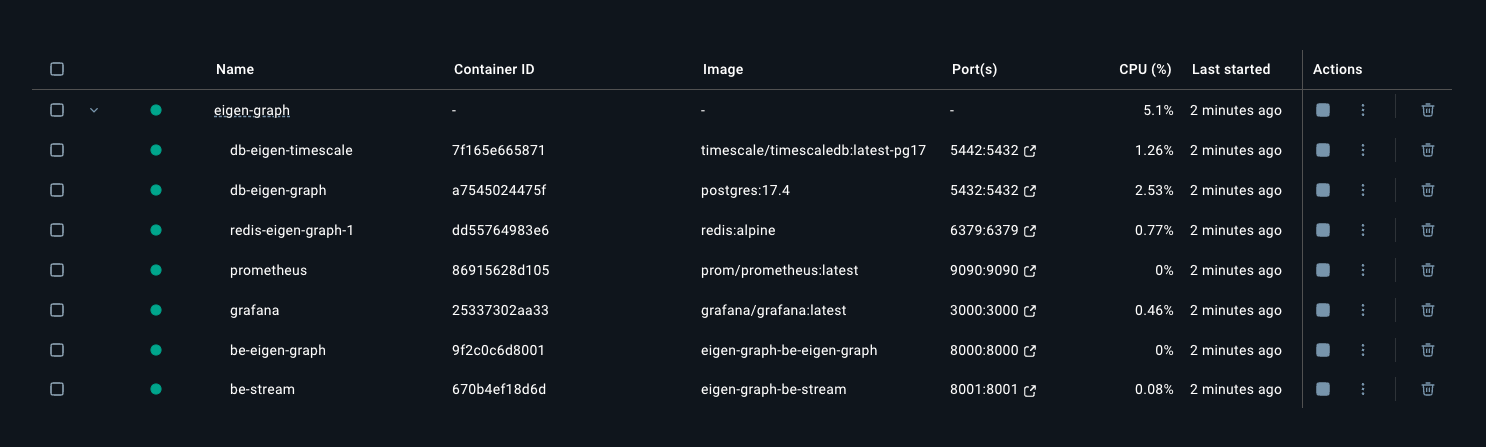 Name Container ID Image Port(s) CPU (%) Last started Actions
eigen-graph - - - 5.1% 2 minutes ago
db-eigen-timescale 7f165e665871 timescale/timescaledb:latest-pg17 5442:5432 1.26% 2 minutes ago
db-eigen-graph a7545024475f postgres:17.4 5432:5432 2.53% 2 minutes ago
redis-eigen-graph-1 dd55764983e6 redis:alpine 6379:6379 0.77% 2 minutes ago
prometheus 86915628d105 prom/prometheus:latest 9090:9090 0% 2 minutes ago
grafana 25337302aa33 grafana/grafana:latest 3000:3000 0.46% 2 minutes ago
be-eigen-graph 9f2c0c6d8001 eigen-graph-be-eigen-graph 8000:8000 0% 2 minutes ago
be-stream 670b4ef18d6d eigen-graph-be-stream 8001:8001 0.08% 2 minutes ago